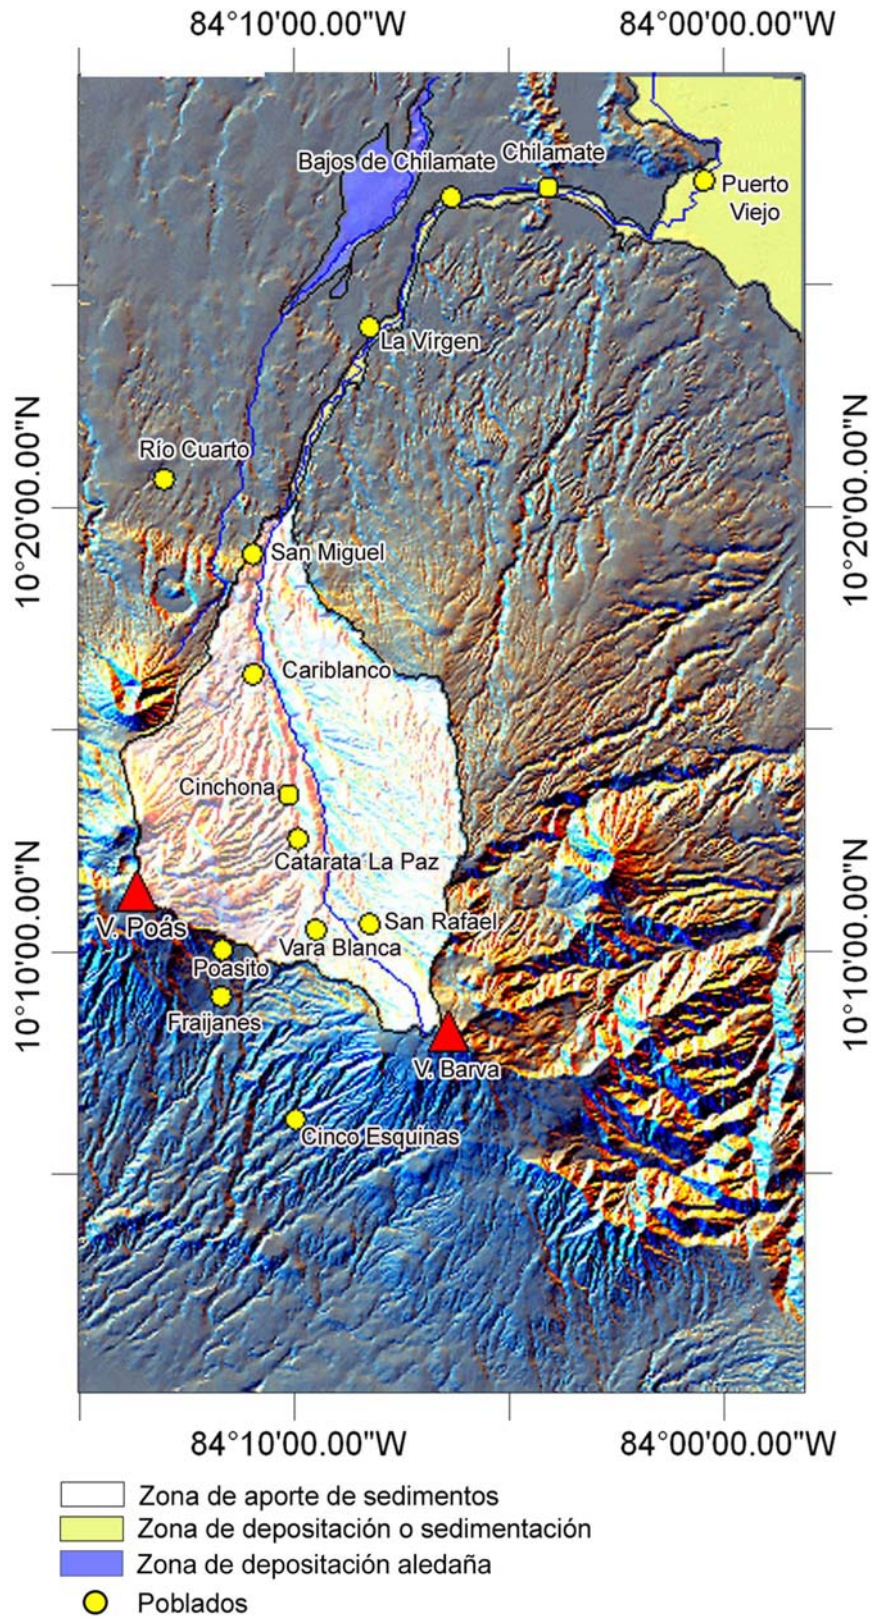 84°10'00.00"W
84°00'00.00"W
Bajos de Chilamate
Chilamate
Puerto
Viejo
La Virgen
10°20'00.00"N
10°20'00.00"N
Río Cuarto
San Miguel
Cariblanco
Cinchona
Catarata La Paz
10°10'00.00"N
10°10'00.00"N
San Rafael
V. Poás
Vara Blanca
Poasito
Fraijanes
V. Barva
Cinco Esquinas
84°10'00.00"W
84°00'00.00"W
Zona de aporte de sedimentos
Zona de depositación o sedimentación
Zona de depositación aledaña
Poblados